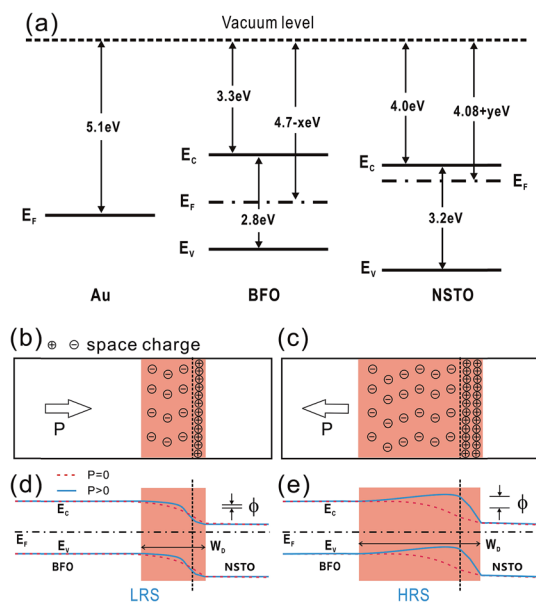 (a)
Vacuum level
5.1eV
3.3eV
4.7-xeV
4.0eV
4.08+yeV
E_C
E_C
E_F
E_F
E_F
2.8eV
3.2eV
E_V
E_V
Au
BFO
NSTO
(b)
(c)
⊕ ⊖ space charge
P
P
(d)
P=0
P>0
(e)
E_C
ϕ
E_C
ϕ
E_F
E_V
W_D
E_F
E_V
W_D
BFO
NSTO
BFO
NSTO
LRS
HRS